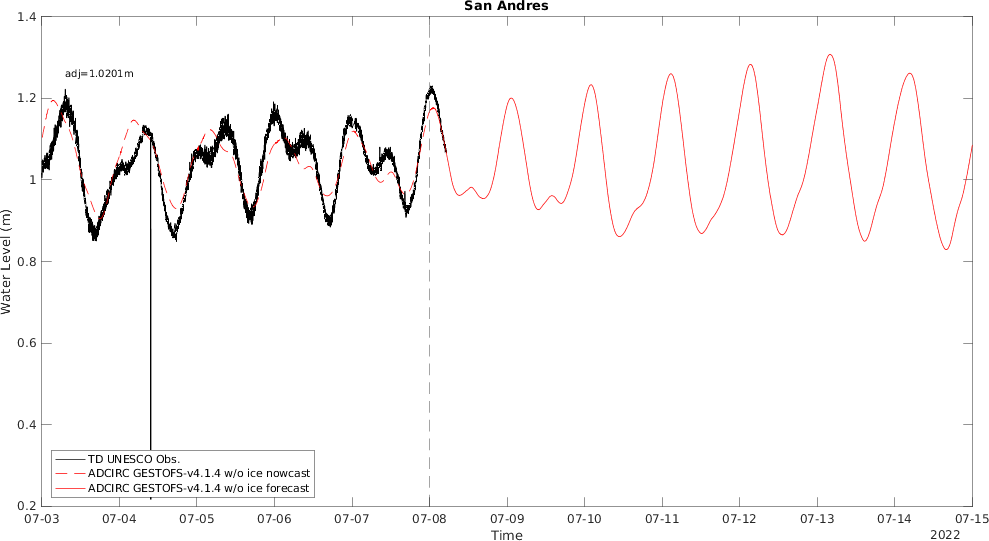 San Andres
adj=1.0201m
Water Level (m)
1.4
1.2
1
0.8
0.6
0.4
0.2
TD UNESCO Obs.
ADCIRC GESTOFS-v4.1.4 w/o ice nowcast
ADCIRC GESTOFS-v4.1.4 w/o ice forecast
07-03 07-04 07-05 07-06 07-07 07-08 07-09 07-10 07-11 07-12 07-13 07-14 07-15
Time
2022